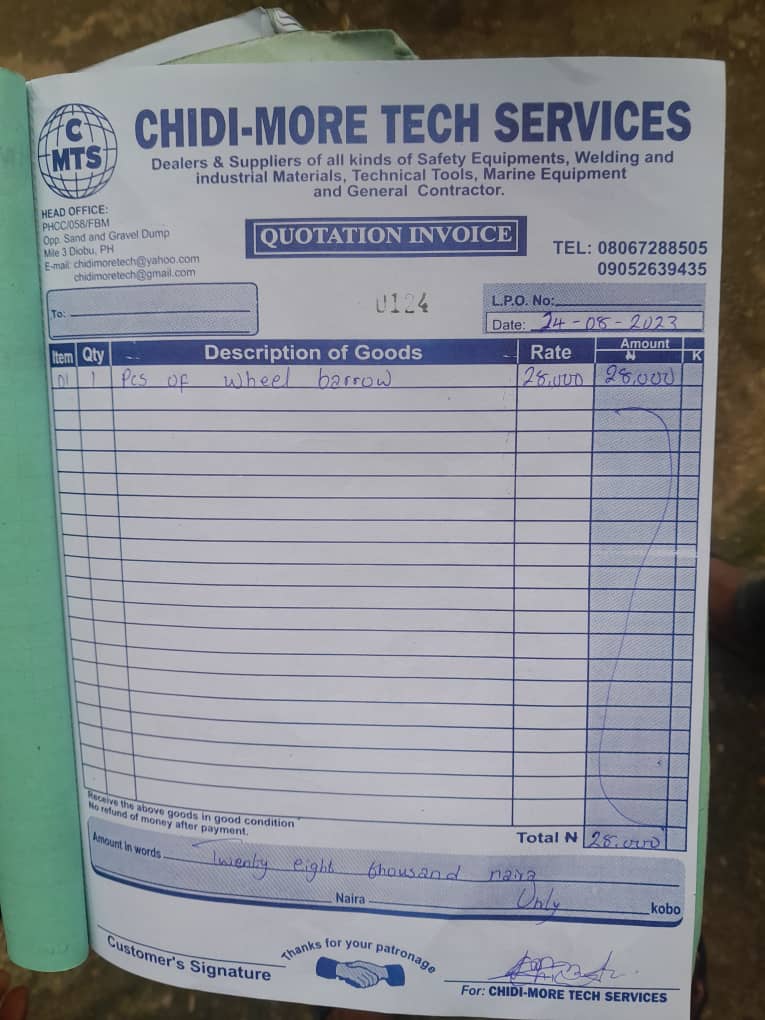 C
MTS
CHIDI-MORE TECH SERVICES
Dealers & Suppliers of all kinds of Safety Equipments, Welding and
industrial Materials, Technical Tools, Marine Equipment
and General Contractor.
HEAD OFFICE:
PHCC/058/FBM
Opp. Sand and Gravel Dump
Mile 3 Diobu, PH
E-mail: chidimoretech@yahoo.com
chidimoretech@gmail.com
QUOTATION INVOICE
TEL: 08067288505
09052639435
To:
0124
L.P.O. No:
Date: 24-08-2023
Item Qty Description of Goods Rate Amount
₦ K
01 1 Pcs of wheel barrow 28,000 28,000
Receive the above goods in good condition
No refund of money after payment.
Total ₦ 28,000
Amount in words Twenty eight thousand naira
Only
Naira kobo
Customer's Signature
Thanks for your patronage
For: CHIDI-MORE TECH SERVICES